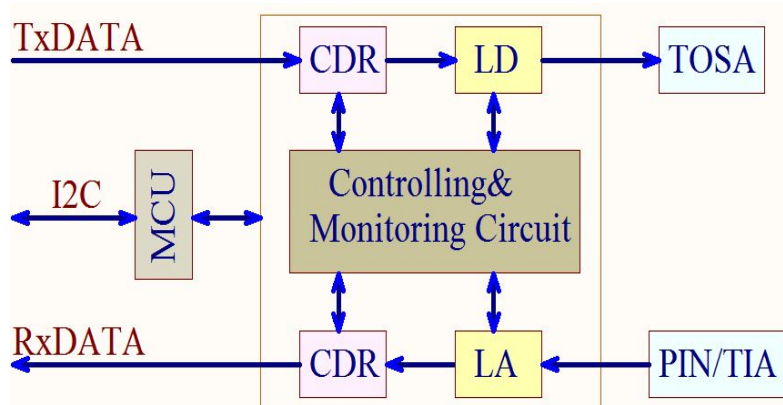 TxDATA
CDR
LD
TOSA
I2C
MCU
Controlling&
Monitoring Circuit
RxDATA
CDR
LA
PIN/TIA